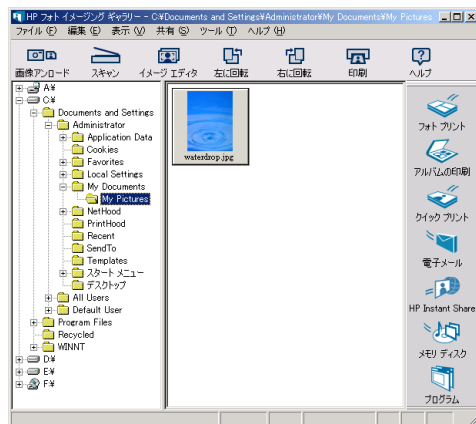 HP フォト イメージング ギャラリー - C:¥Documents and Settings¥Administrator¥My Documents¥My Pictures
ファイル(F) 編集(E) 表示(V) 共有(S) ツール(T) ヘルプ(H)
画像アンロード スキャン イメージ エディタ 左に回転 右に回転 印刷 ヘルプ
A¥
C:¥
Documents and Settings
Administrator
Application Data
Cookies
Favorites
Local Settings
My Documents
My Pictures
NetHood
PrintHood
Recent
SendTo
Templates
スタート メニュー
デスクトップ
All Users
Default User
Program Files
Recycled
WINNT
D:¥
E:¥
F:¥
waterdrop.jpg
フォト プリント
アルバムの印刷
クイック プリント
電子メール
HP Instant Share
メモリ ディスク
プログラム